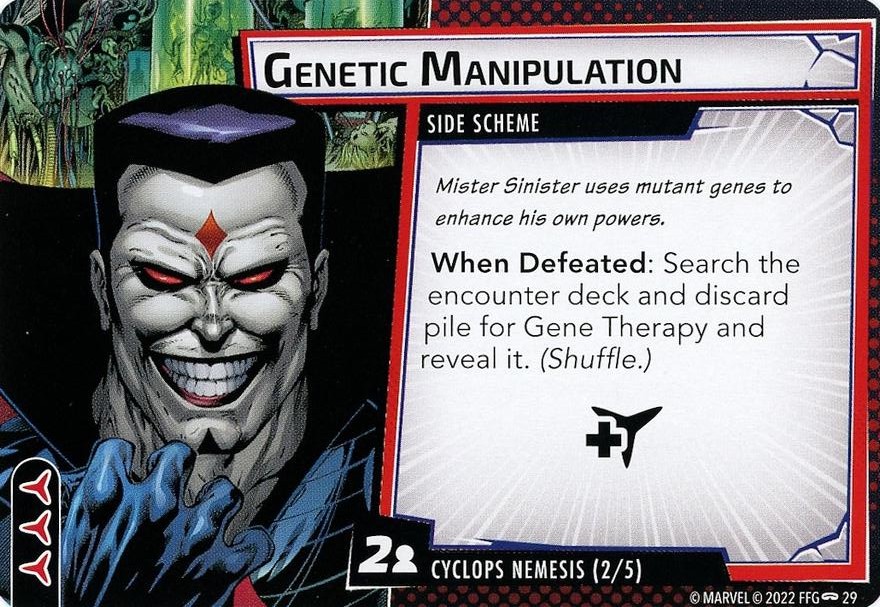 GENETIC MANIPULATION
SIDE SCHEME
Mister Sinister uses mutant genes to
enhance his own powers.
When Defeated: Search the
encounter deck and discard
pile for Gene Therapy and
reveal it. (Shuffle.)
2
CYCLOPS NEMESIS (2/5)
© MARVEL © 2022 FFG 29